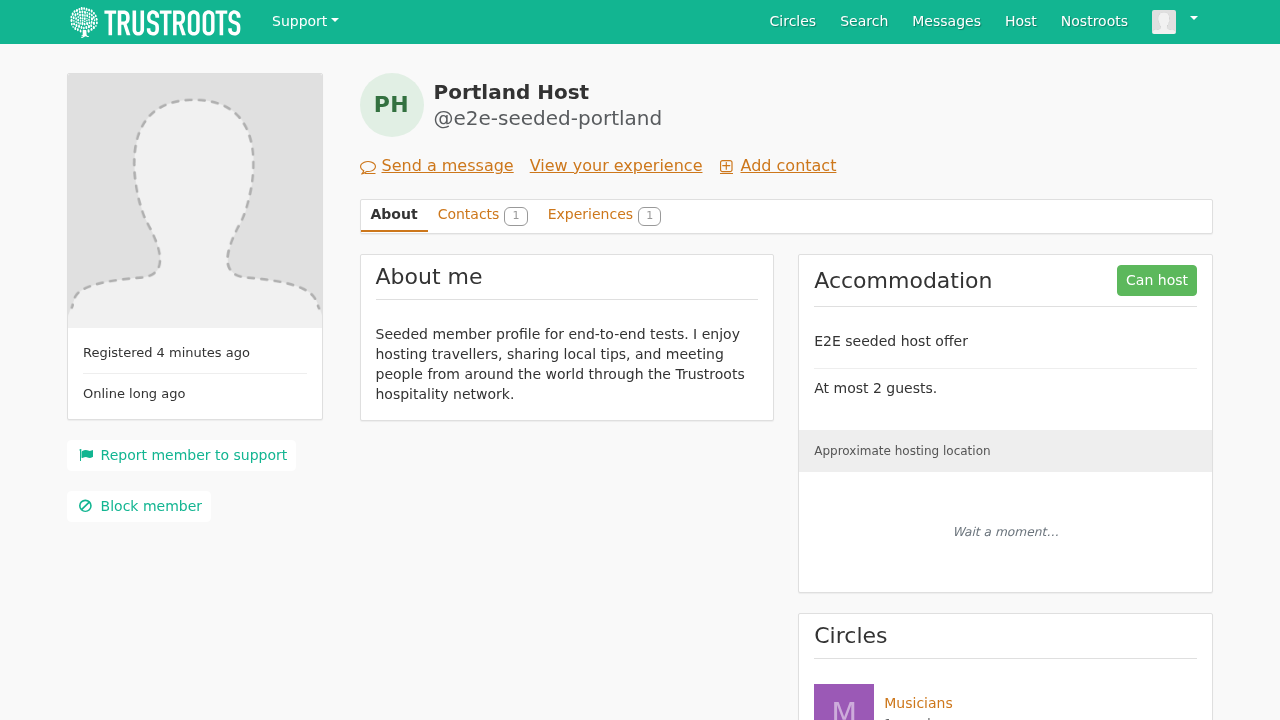 TRUSTROOTS
Support
Circles
Search
Messages
Host
Nostroots
PH
Portland Host
@e2e-seeded-portland
Send a message
View your experience
Add contact
About
Contacts 1
Experiences 1
Registered 4 minutes ago
Online long ago
Report member to support
Block member
About me
Seeded member profile for end-to-end tests. I enjoy
hosting travellers, sharing local tips, and meeting
people from around the world through the Trustroots
hospitality network.
Accommodation
Can host
E2E seeded host offer
At most 2 guests.
Approximate hosting location
Wait a moment...
Circles
M
Musicians